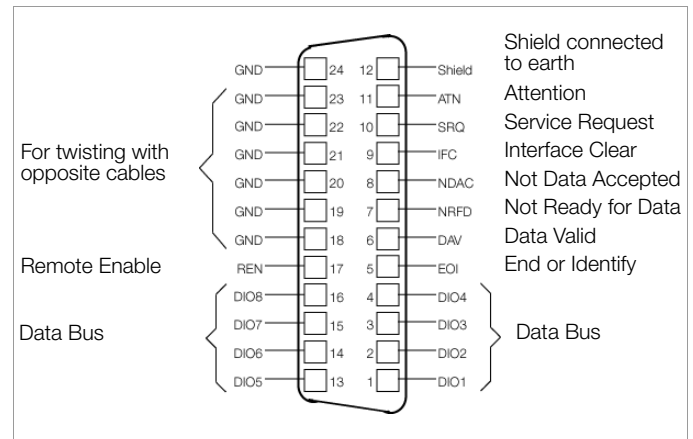 Shield connected
to earth
GND 24 12 Shield
GND 23 11 ATN Attention
GND 22 10 SRQ Service Request
For twisting with
opposite cables
GND 21 9 IFC Interface Clear
GND 20 8 NDAC Not Data Accepted
GND 19 7 NRFD Not Ready for Data
GND 18 6 DAV Data Valid
Remote Enable REN 17 5 EOI End or Identify
DIO8 16 4 DIO4
Data Bus DIO7 15 3 DIO3 Data Bus
DIO6 14 2 DIO2
DIO5 13 1 DIO1